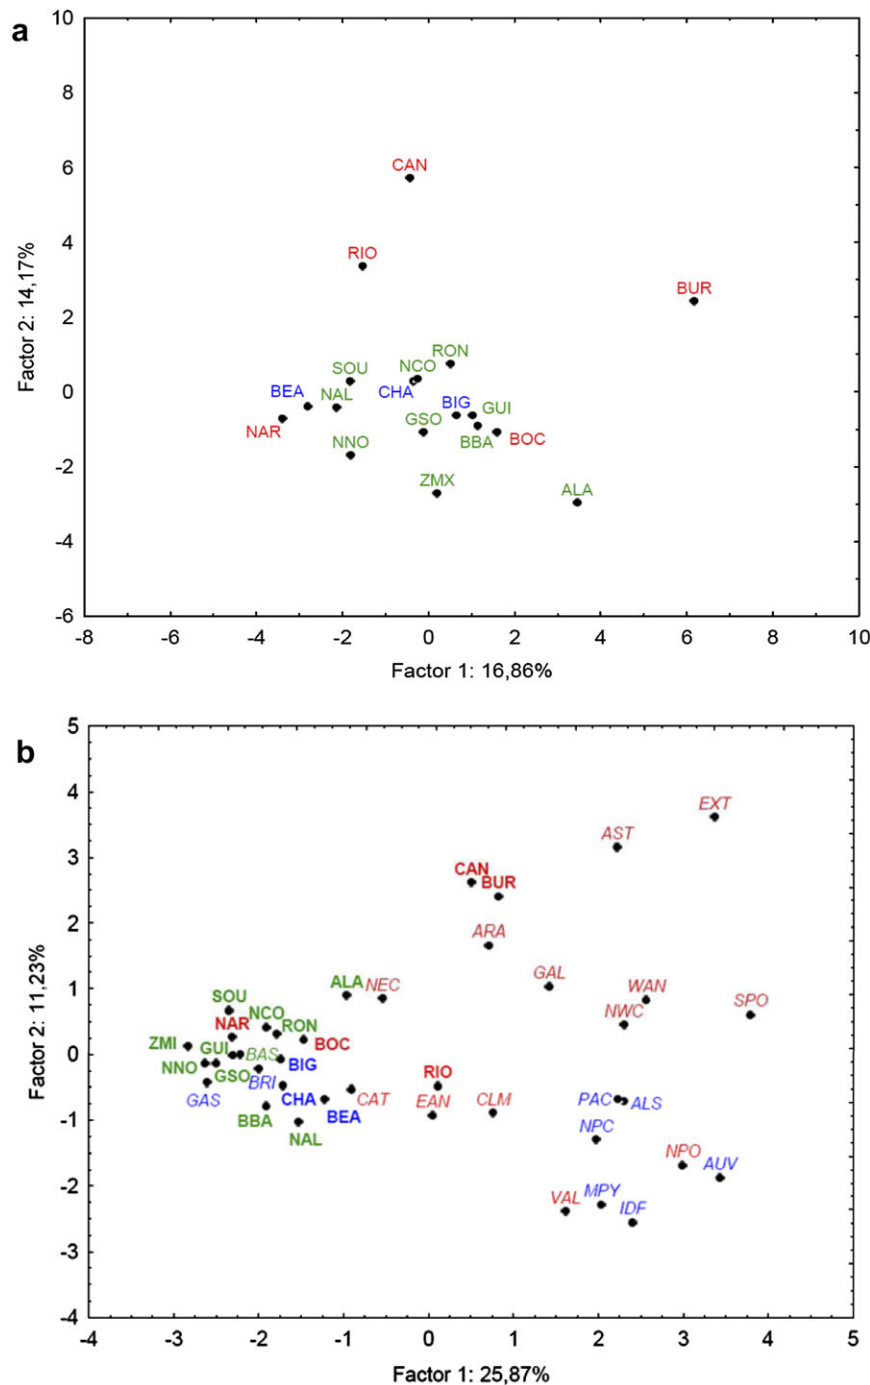 a
10
8
6
4
2
0
-2
-4
-6
Factor 2: 14,17%
CAN
RIO
BUR
RON
SOU
NCO
BEA
NAL
CHA
BIG
GUI
GSO
NAR
NNO
BBA
BOC
ZMX
ALA
-8
-6
-4
-2
0
2
4
6
8
10
Factor 1: 16,86%
b
5
4
3
2
1
0
-1
-2
-3
-4
Factor 2: 11,23%
EXT
AST
CAN
BUR
ARA
GAL
WAN
SPO
NWC
ALA
NEC
SOU
NCO
NAR
RON
BOC
ZMI
GUI
BAS
BIG
NNO
GSO
BRI
GAS
CHA
BEA
CAT
RIO
EAN
CLM
BBA
NAL
PAC
ALS
NPC
NPO
AUV
VAL
MPY
IDF
-4
-3
-2
-1
0
1
2
3
4
5
Factor 1: 25,87%